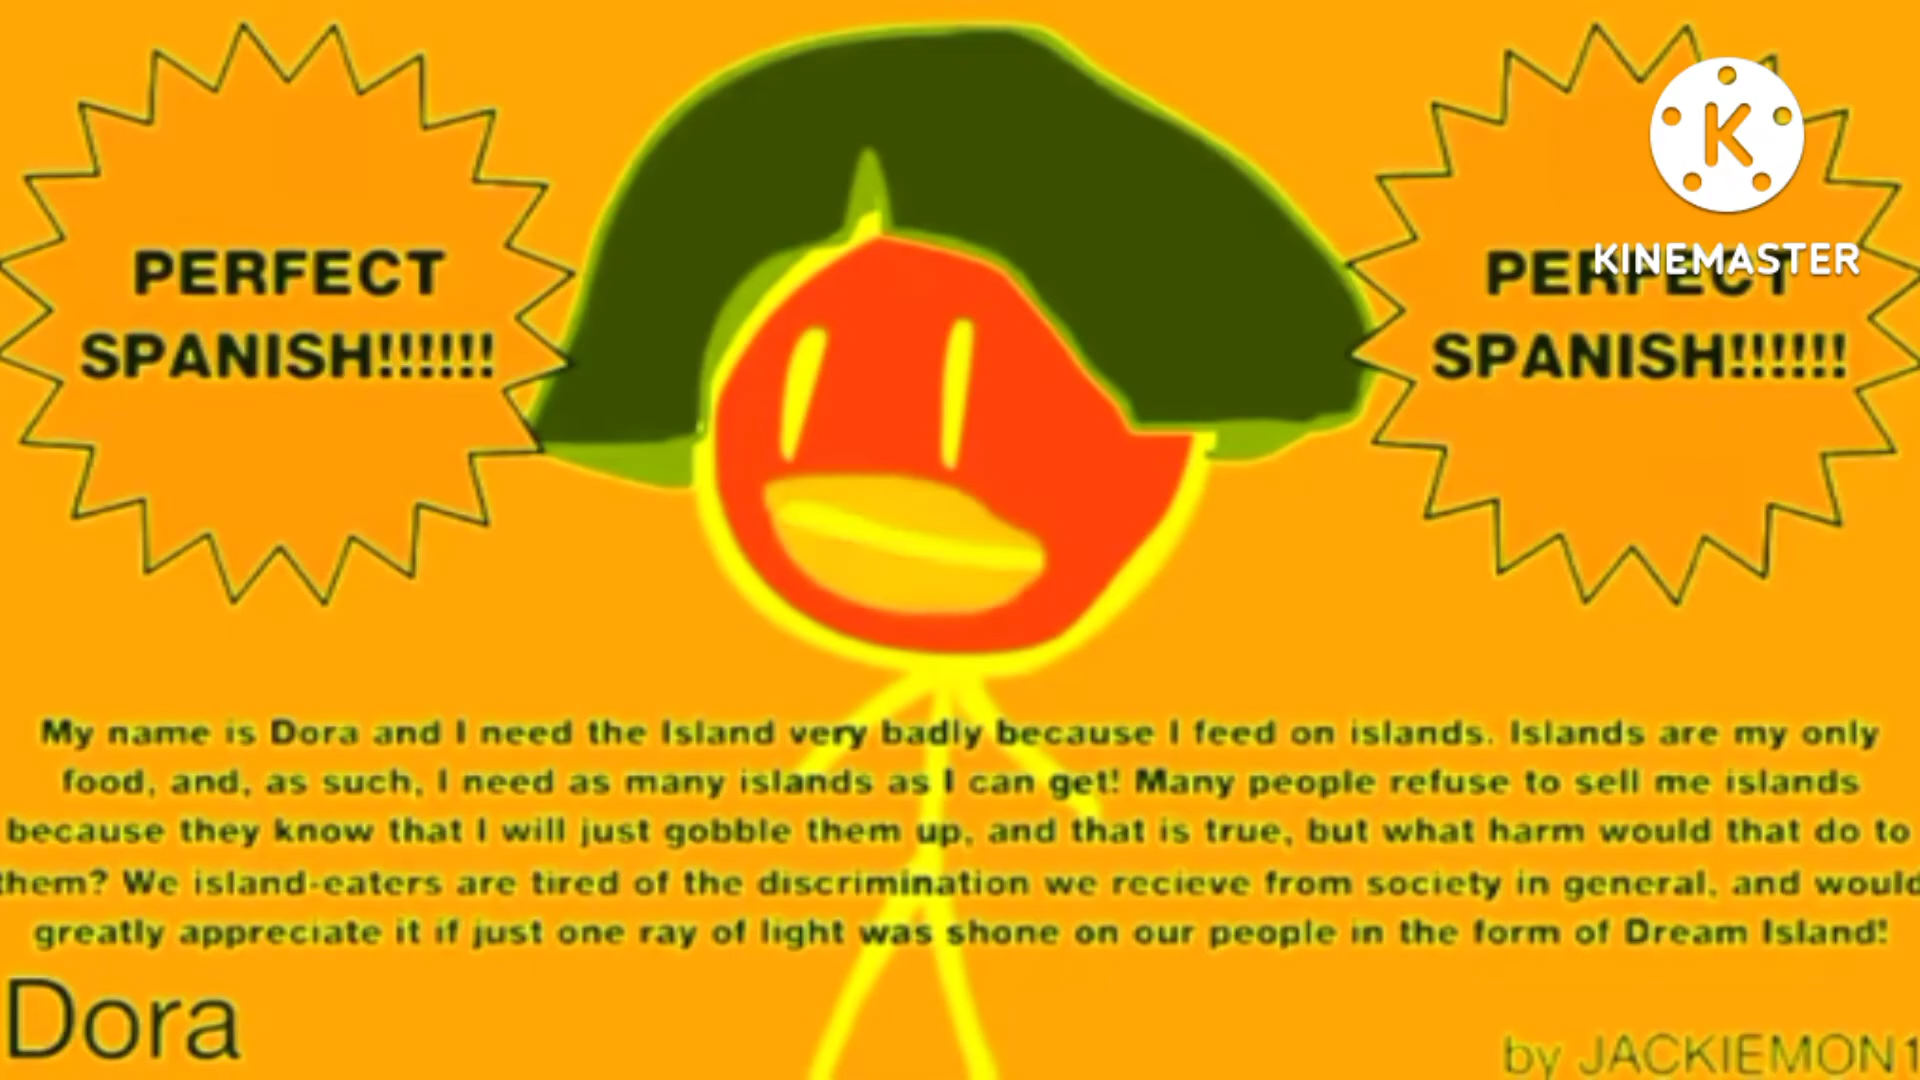 PERFECT
SPANISH!!!!!!
PERFECT
SPANISH!!!!!!
KINEMASTER
My name is Dora and I need the Island very badly because I feed on islands. Islands are my only
food, and, as such, I need as many islands as I can get! Many people refuse to sell me islands
because they know that I will just gobble them up, and that is true, but what harm would that do to
them? We island-eaters are tired of the discrimination we recieve from society in general, and would
greatly appreciate it if just one ray of light was shone on our people in the form of Dream Island!
Dora
by JACKIEMON1